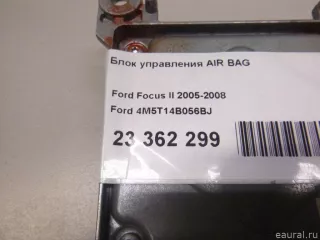 Блок управления AIR BAG
Ford Focus II 2005-2008
Ford 4M5T14B056BJ
23 362 299
eaural.ru